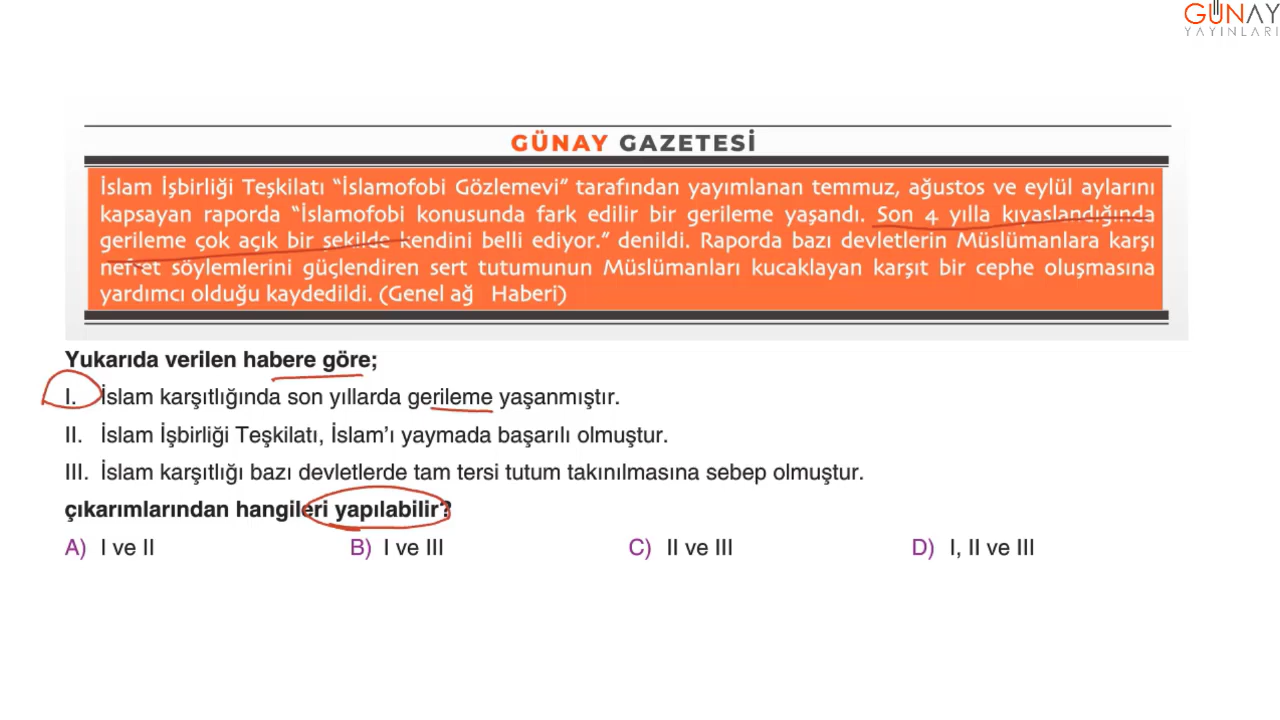 GÜNAY
YAYINLARI
GÜNAY GAZETESİ
İslam İşbirliği Teşkilatı “İslamofobi Gözlemevi” tarafından yayımlanan temmuz, ağustos ve eylül aylarını
kapsayan raporda “İslamofobi konusunda fark edilir bir gerileme yaşandı. Son 4 yılla kıyaslandığında
gerileme çok açık bir şekilde kendini belli ediyor.” denildi. Raporda bazı devletlerin Müslümanlara karşı
nefret söylemlerini güçlendiren sert tutumunun Müslümanları kucaklayan karşıt bir cephe oluşmasına
yardımcı olduğu kaydedildi. (Genel ağ Haberi)
Yukarıda verilen habere göre;
I. İslam karşıtlığında son yıllarda gerileme yaşanmıştır.
II. İslam İşbirliği Teşkilatı, İslam’ı yaymada başarılı olmuştur.
III. İslam karşıtlığı bazı devletlerde tam tersi tutum takınılmasına sebep olmuştur.
çıkarımlarından hangileri yapılabilir?
A) I ve II B) I ve III C) II ve III D) I, II ve III